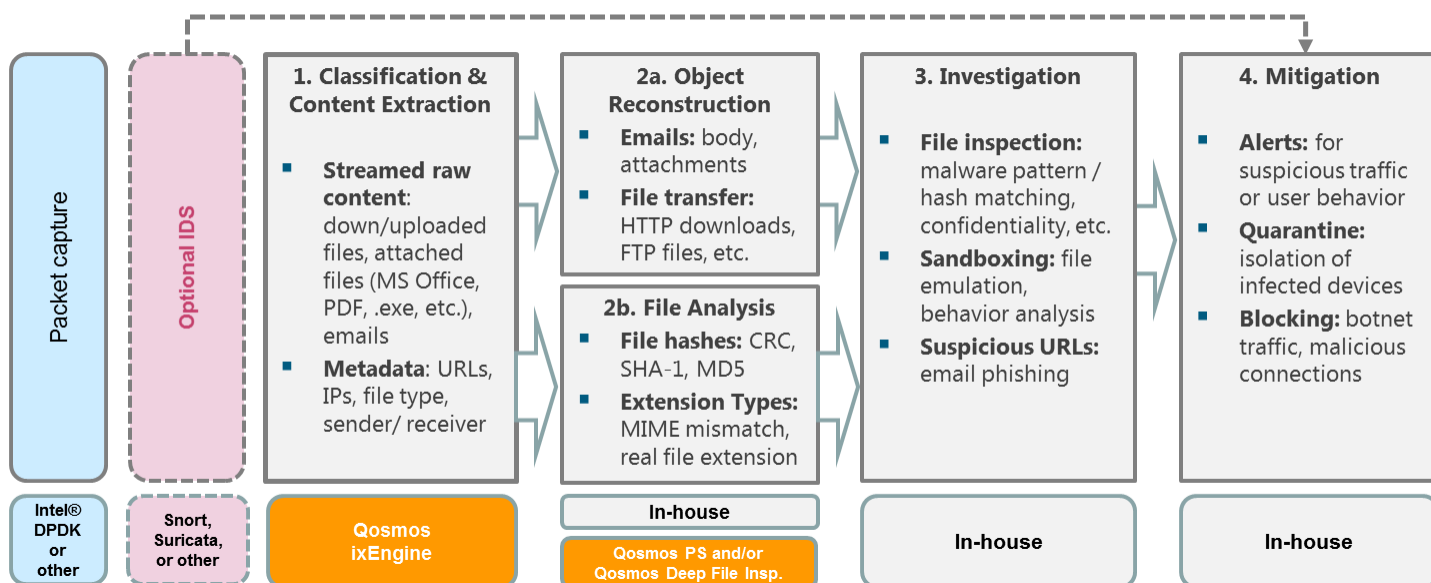 Packet capture
Optional IDS
1. Classification &
Content Extraction
Streamed raw
content:
down/uploaded
files, attached
files (MS Office,
PDF, .exe, etc.),
emails
Metadata: URLs,
IPs, file type,
sender/ receiver
2a. Object
Reconstruction
Emails: body,
attachments
File transfer:
HTTP downloads,
FTP files, etc.
2b. File Analysis
File hashes: CRC,
SHA-1, MD5
Extension Types:
MIME mismatch,
real file extension
3. Investigation
File inspection:
malware pattern /
hash matching,
confidentiality, etc.
Sandboxing: file
emulation,
behavior analysis
Suspicious URLs:
email phishing
4. Mitigation
Alerts: for
suspicious traffic
or user behavior
Quarantine:
isolation of
infected devices
Blocking: botnet
traffic, malicious
connections
Intel®
DPDK
or
other
Snort,
Suricata,
or other
Qosmos
ixEngine
In-house
Qosmos PS and/or
Qosmos Deep File Insp.
In-house
In-house